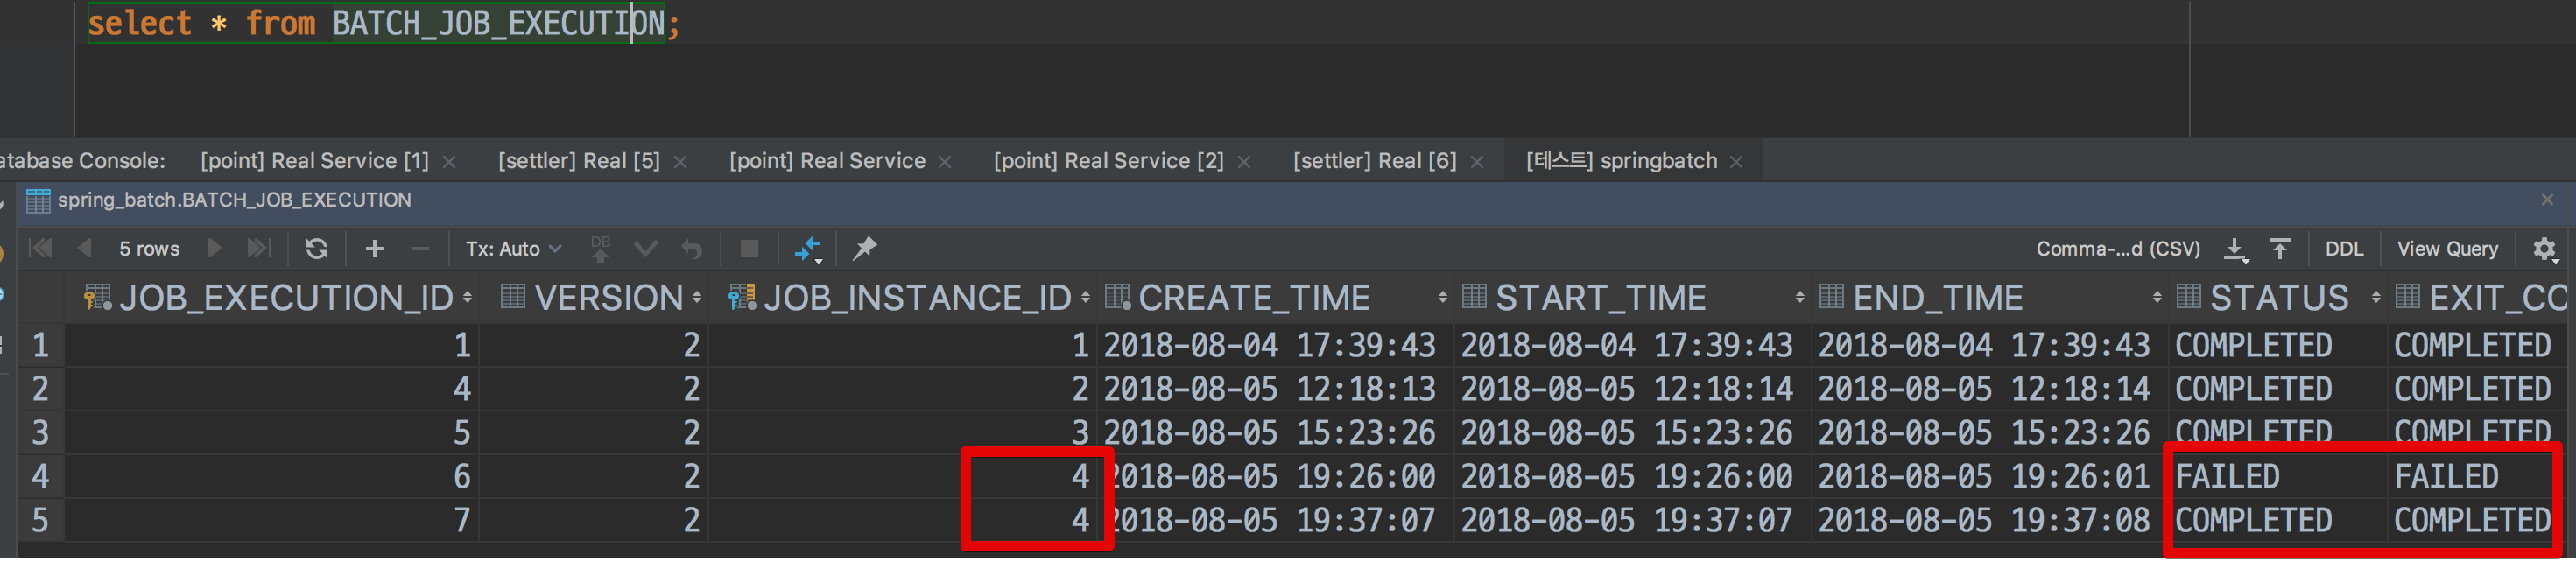 select * from BATCH_JOB_EXECUTION;
atabase Console: [point] Real Service [1] [settler] Real [5] [point] Real Service [point] Real Service [2] [settler] Real [6] [테스트] springbatch
spring_batch.BATCH_JOB_EXECUTION
5 rows Tx: Auto DB Comma-...d (CSV) DDL View Query
JOB_EXECUTION_ID VERSION JOB_INSTANCE_ID CREATE_TIME START_TIME END_TIME STATUS EXIT_CO
1 1 2 1 2018-08-04 17:39:43 2018-08-04 17:39:43 2018-08-04 17:39:43 COMPLETED COMPLETED
2 4 2 2 2018-08-05 12:18:13 2018-08-05 12:18:14 2018-08-05 12:18:14 COMPLETED COMPLETED
3 5 2 3 2018-08-05 15:23:26 2018-08-05 15:23:26 2018-08-05 15:23:26 COMPLETED COMPLETED
4 6 2 4 2018-08-05 19:26:00 2018-08-05 19:26:00 2018-08-05 19:26:01 FAILED FAILED
5 7 2 4 2018-08-05 19:37:07 2018-08-05 19:37:07 2018-08-05 19:37:08 COMPLETED COMPLETED